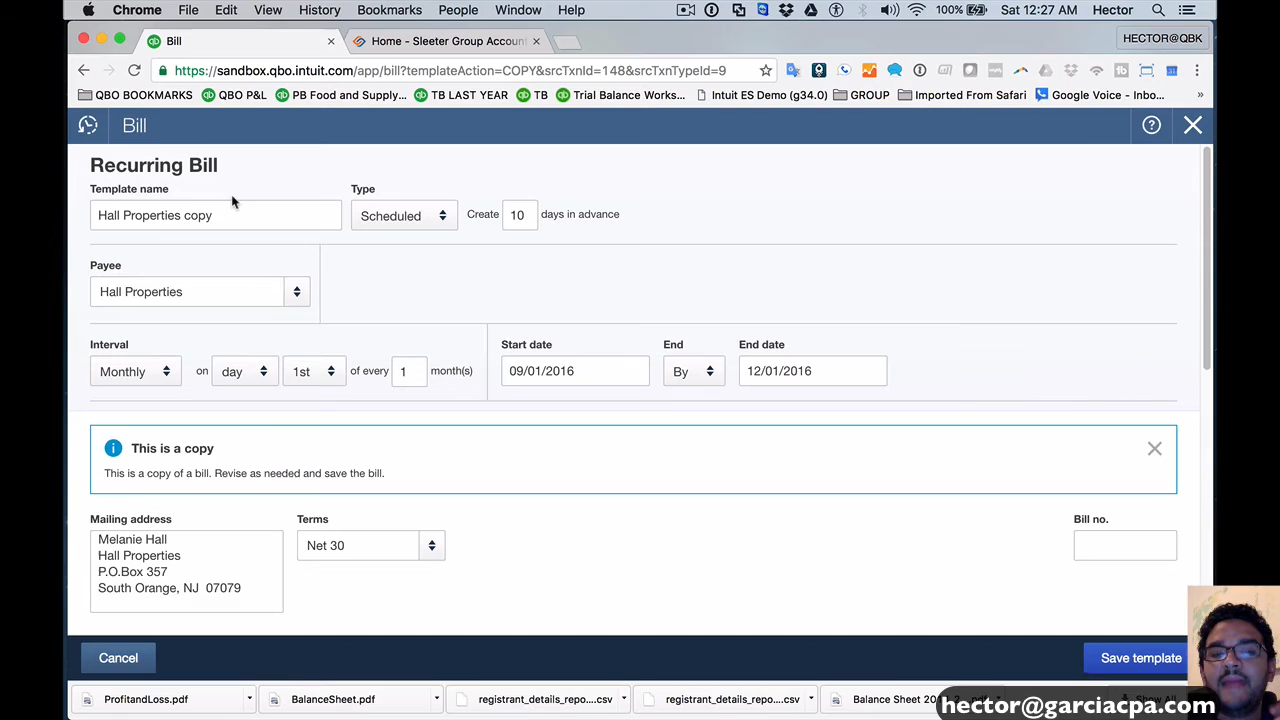 Chrome File Edit View History Bookmarks People Window Help 100% Sat 12:27 AM Hector
Bill Home - Sleeter Group Account HECTOR@QBK
https://sandbox.qbo.intuit.com/app/bill?templateAction=COPY&srcTxnId=148&srcTxnTypeId=9
QBO BOOKMARKS QBO P&L PB Food and Supply... TB LAST YEAR TB Trial Balance Works... Intuit ES Demo (g34.0) GROUP Imported From Safari Google Voice - Inbo... »
Bill
Recurring Bill
Template name Type
Hall Properties copy Scheduled Create 10 days in advance
Payee
Hall Properties
Interval Start date End End date
Monthly on day 1st of every 1 month(s) 09/01/2016 By 12/01/2016
This is a copy
This is a copy of a bill. Revise as needed and save the bill.
Mailing address Terms Bill no.
Melanie Hall Net 30
Hall Properties
P.O.Box 357
South Orange, NJ 07079
Cancel Save template
ProfitandLoss.pdf BalanceSheet.pdf registrant_details_repo....csv registrant_details_repo....csv Balance Sheet Show All
hector@garciacpa.com